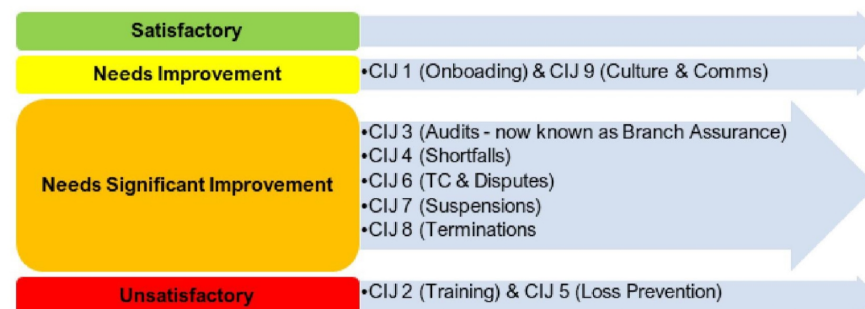 Satisfactory
Needs Improvement
•CIJ 1 (Onboading) & CIJ 9 (Culture & Comms)
Needs Significant Improvement
•CIJ 3 (Audits - now known as Branch Assurance)
•CIJ 4 (Shortfalls)
•CIJ 6 (TC & Disputes)
•CIJ 7 (Suspensions)
•CIJ 8 (Terminations
Unsatisfactory
•CIJ 2 (Training) & CIJ 5 (Loss Prevention)